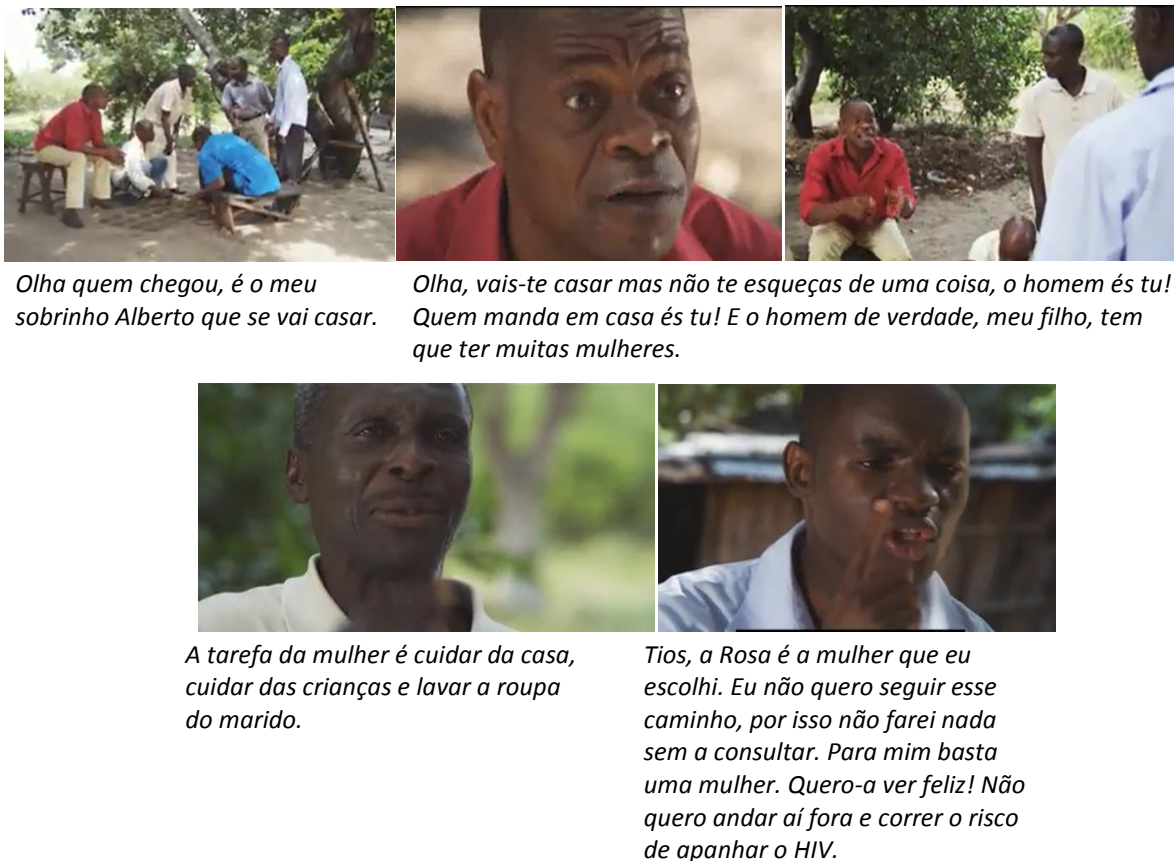 Olha quem chegou, é o meu
sobrinho Alberto que se vai casar.
Olha, vais-te casar mas não te esqueças de uma coisa, o homem és tu!
Quem manda em casa és tu! E o homem de verdade, meu filho, tem
que ter muitas mulheres.
A tarefa da mulher é cuidar da casa,
cuidar das crianças e lavar a roupa
do marido.
Tios, a Rosa é a mulher que eu
escolhi. Eu não quero seguir esse
caminho, por isso não farei nada
sem a consultar. Para mim basta
uma mulher. Quero-a ver feliz! Não
quero andar aí fora e correr o risco
de apanhar o HIV.